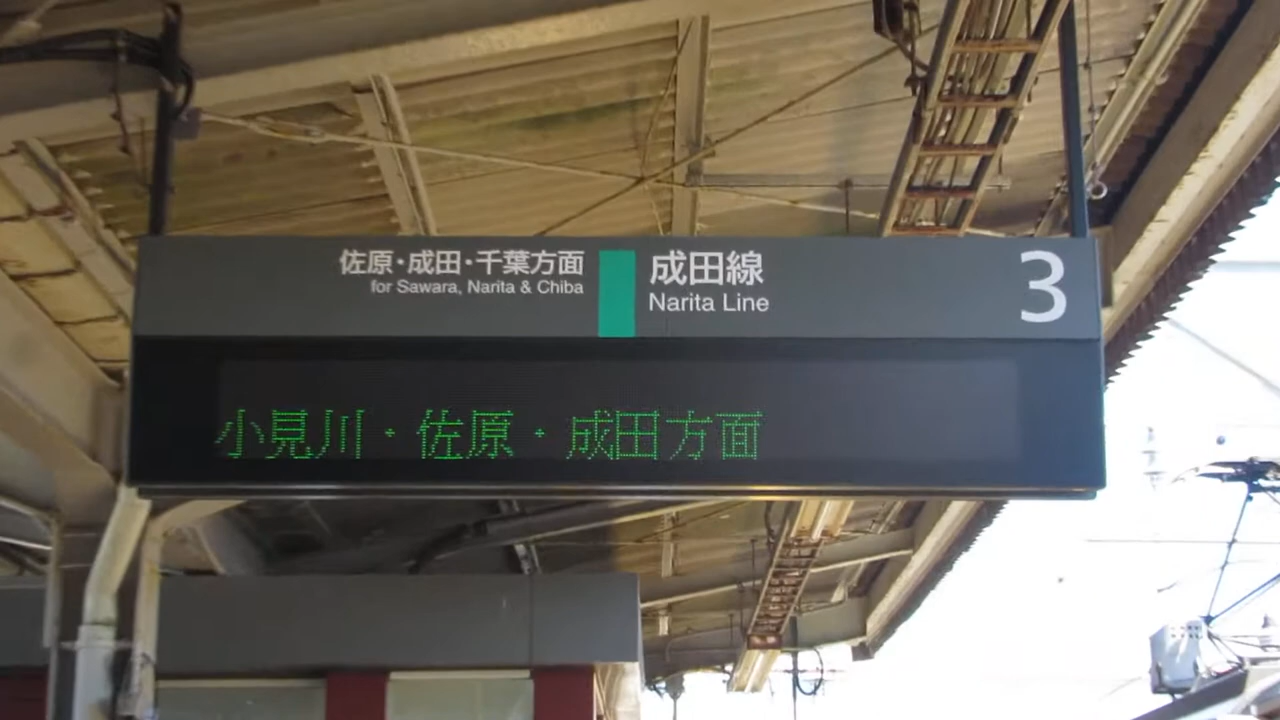 佐原・成田・千葉方面
for Sawara, Narita & Chiba
成田線
Narita Line
3
小見川・佐原・成田方面